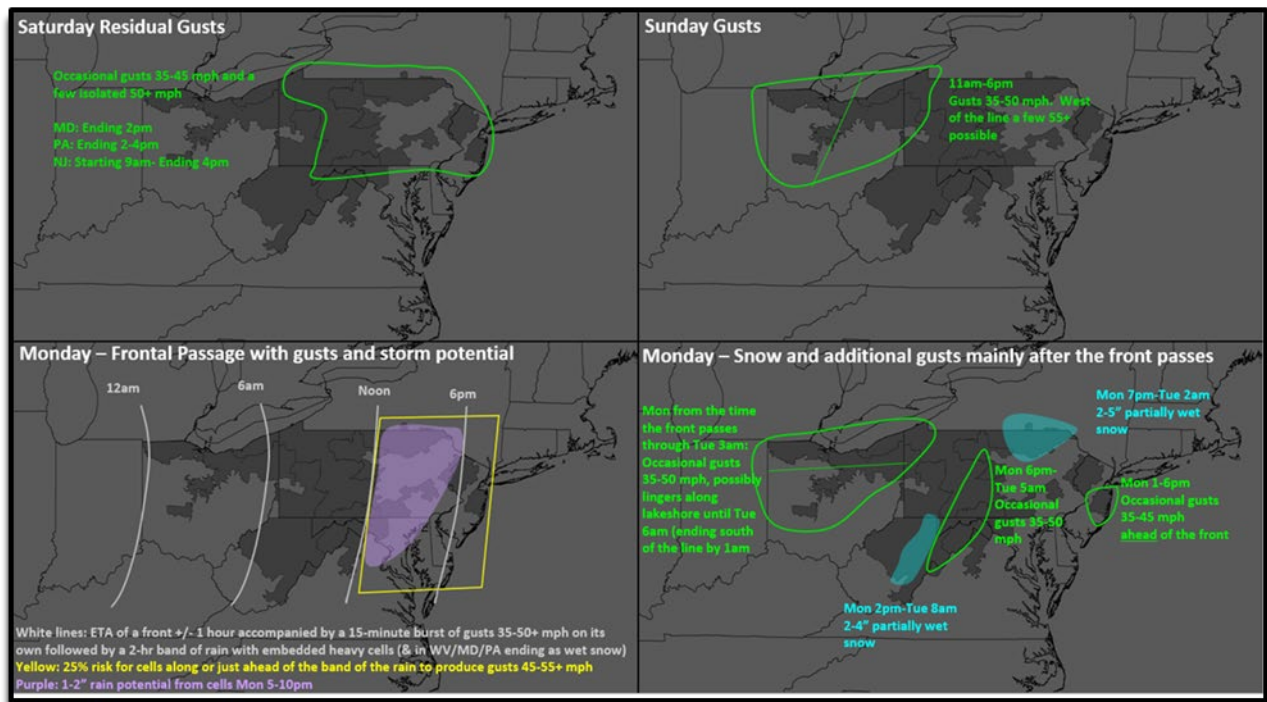 Saturday Residual Gusts
Occasional gusts 35-45 mph and a
few isolated 50+ mph
MD: Ending 2pm
PA: Ending 2-4pm
NJ: Starting 9am- Ending 4pm
Sunday Gusts
11am-6pm
Gusts 35-50 mph. West
of the line a few 55+
possible
Monday – Frontal Passage with gusts and storm potential
12am
6am
Noon
6pm
White lines: ETA of a front +/- 1 hour accompanied by a 15-minute burst of gusts 35-50+ mph on its
own followed by a 2-hr band of rain with embedded heavy cells (& in WV/MD/PA ending as wet snow)
Yellow: 25% risk for cells along or just ahead of the band of the rain to produce gusts 45-55+ mph
Purple: 1-2” rain potential from cells Mon 5-10pm
Monday – Snow and additional gusts mainly after the front passes
Mon from the time
the front passes
through Tue 3am:
Occasional gusts
35-50 mph, possibly
lingers along
lakeshore until Tue
6am (ending south
of the line by 1am
Mon 7pm-Tue 2am
2-5” partially wet
snow
Mon 6pm-
Tue 5am
Occasional
gusts 35-50
mph
Mon 1-6pm
Occasional gusts
35-45 mph
ahead of the front
Mon 2pm-Tue 8am
2-4” partially wet
snow